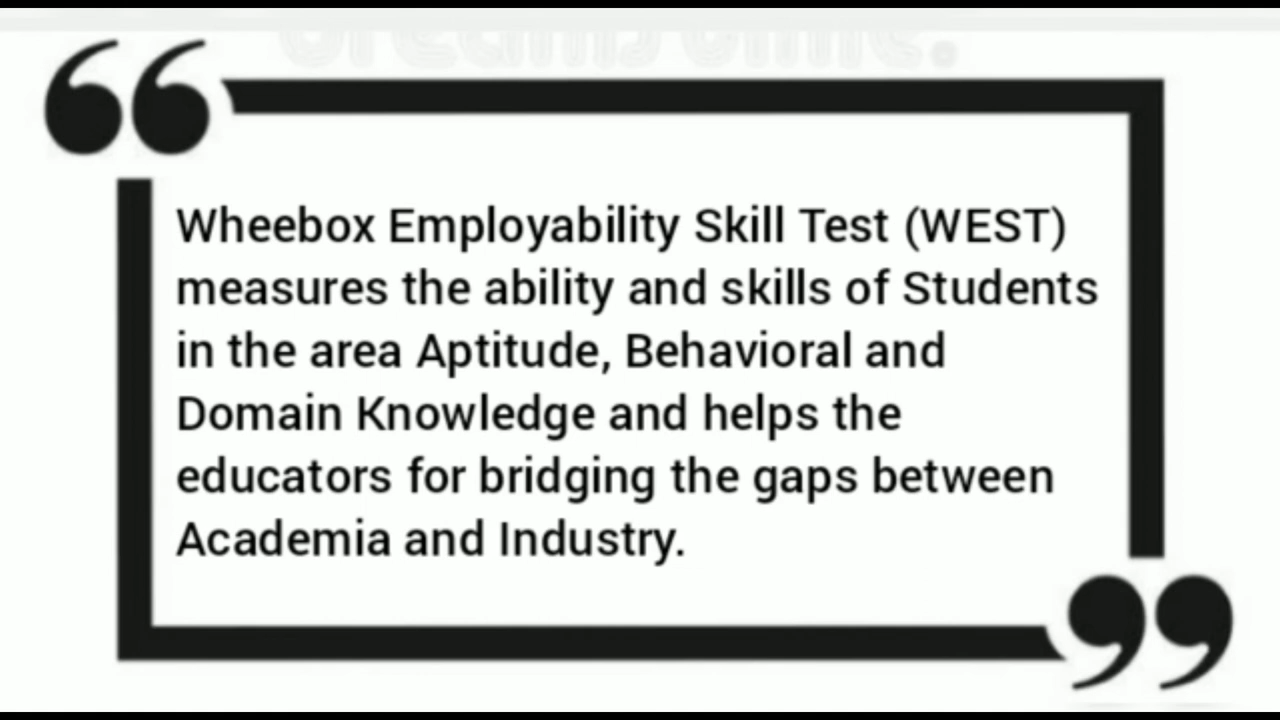 Wheebox Employability Skill Test (WEST)
measures the ability and skills of Students
in the area Aptitude, Behavioral and
Domain Knowledge and helps the
educators for bridging the gaps between
Academia and Industry.